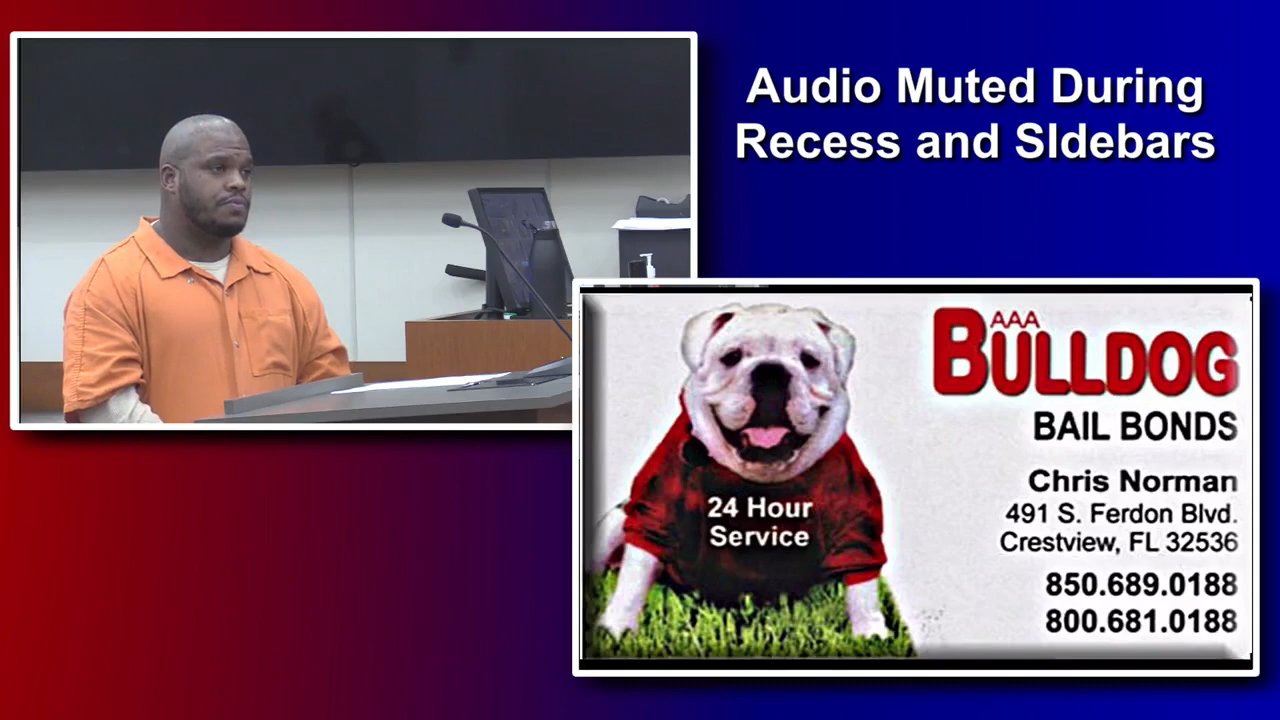 Audio Muted During
Recess and SIdebars
AAA
BULLDOG
BAIL BONDS
Chris Norman
491 S. Ferdon Blvd.
Crestview, FL 32536
850.689.0188
800.681.0188
24 Hour
Service